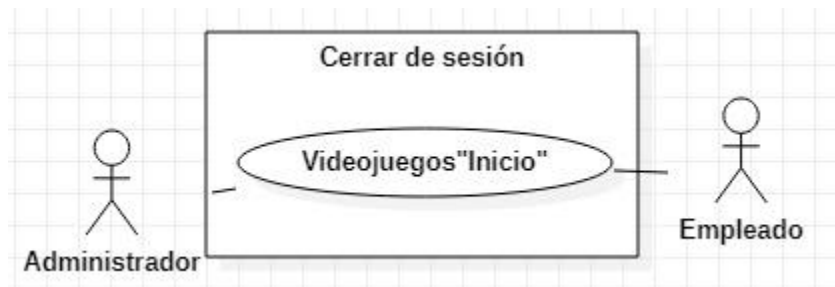 Cerrar de sesión
Videojuegos"Inicio"
Administrador
Empleado